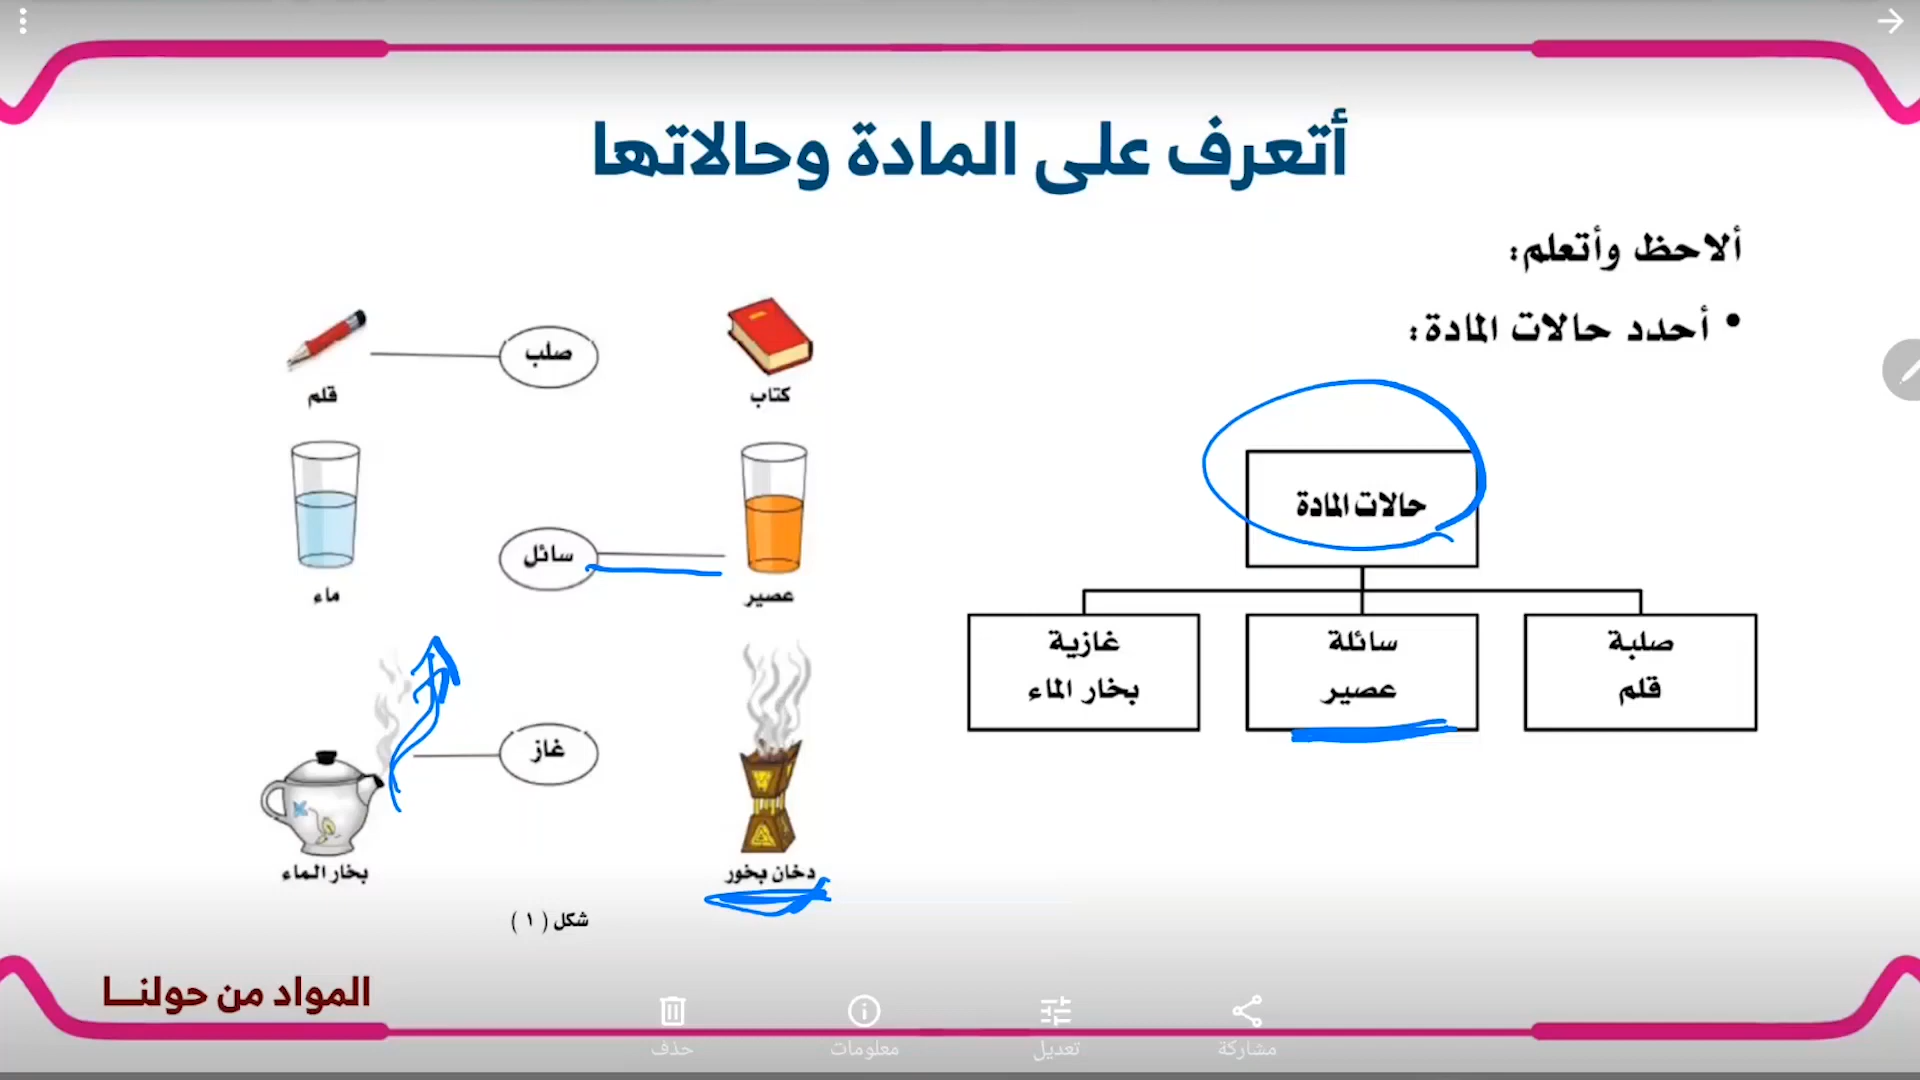 أتعرف على المادة وحالاتها
ألاحظ وأتعلم:
• أحدد حالات المادة:
حالات المادة
صلبة
قلم
سائلة
عصير
غازية
بخار الماء
كتاب
صلب
قلم
عصير
سائل
ماء
دخان بخور
غاز
بخار الماء
شكل ( ١ )
المواد من حولنـــا
مشاركة
تعديل
معلومات
حذف